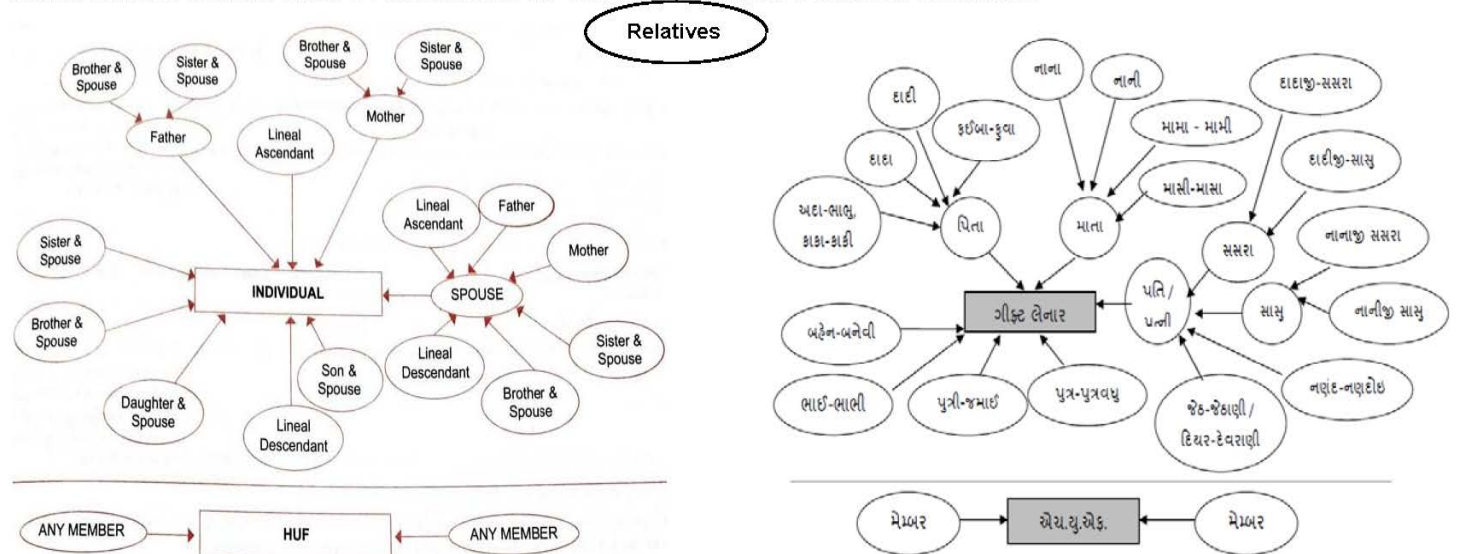 Relatives
Brother &
Spouse
Sister &
Spouse
Brother &
Spouse
Sister &
Spouse
Father
Lineal
Ascendant
Mother
Lineal
Ascendant
Father
Sister &
Spouse
Mother
INDIVIDUAL
SPOUSE
Brother &
Spouse
Sister &
Spouse
Lineal
Descendant
Son &
Spouse
Daughter &
Spouse
Brother &
Spouse
Lineal
Descendant
ANY MEMBER
HUF
ANY MEMBER
નાના
નાની
દાદાજી-સસરા
દાદી
ફઈબા-ફુવા
મામા - મામી
દાદા
દાદીજી-સાસુ
માસી-માસા
અદા-ભાભુ,
કાકા-કાકી
પિતા
માતા
સસરા
નાનાજી સસરા
પતિ /
પત્ની
ગીફ્ટ લેનાર
સાસુ
નાનીજી સાસુ
બહેન-બનેવી
ભાઈ-ભાભી
પુત્રી-જમાઈ
પુત્ર-પુત્રવધુ
નણંદ-નણદોઇ
જેઠ-જેઠાણી /
દિયર-દેવરાણી
મેમ્બર
એચ.યુ.એફ.
મેમ્બર